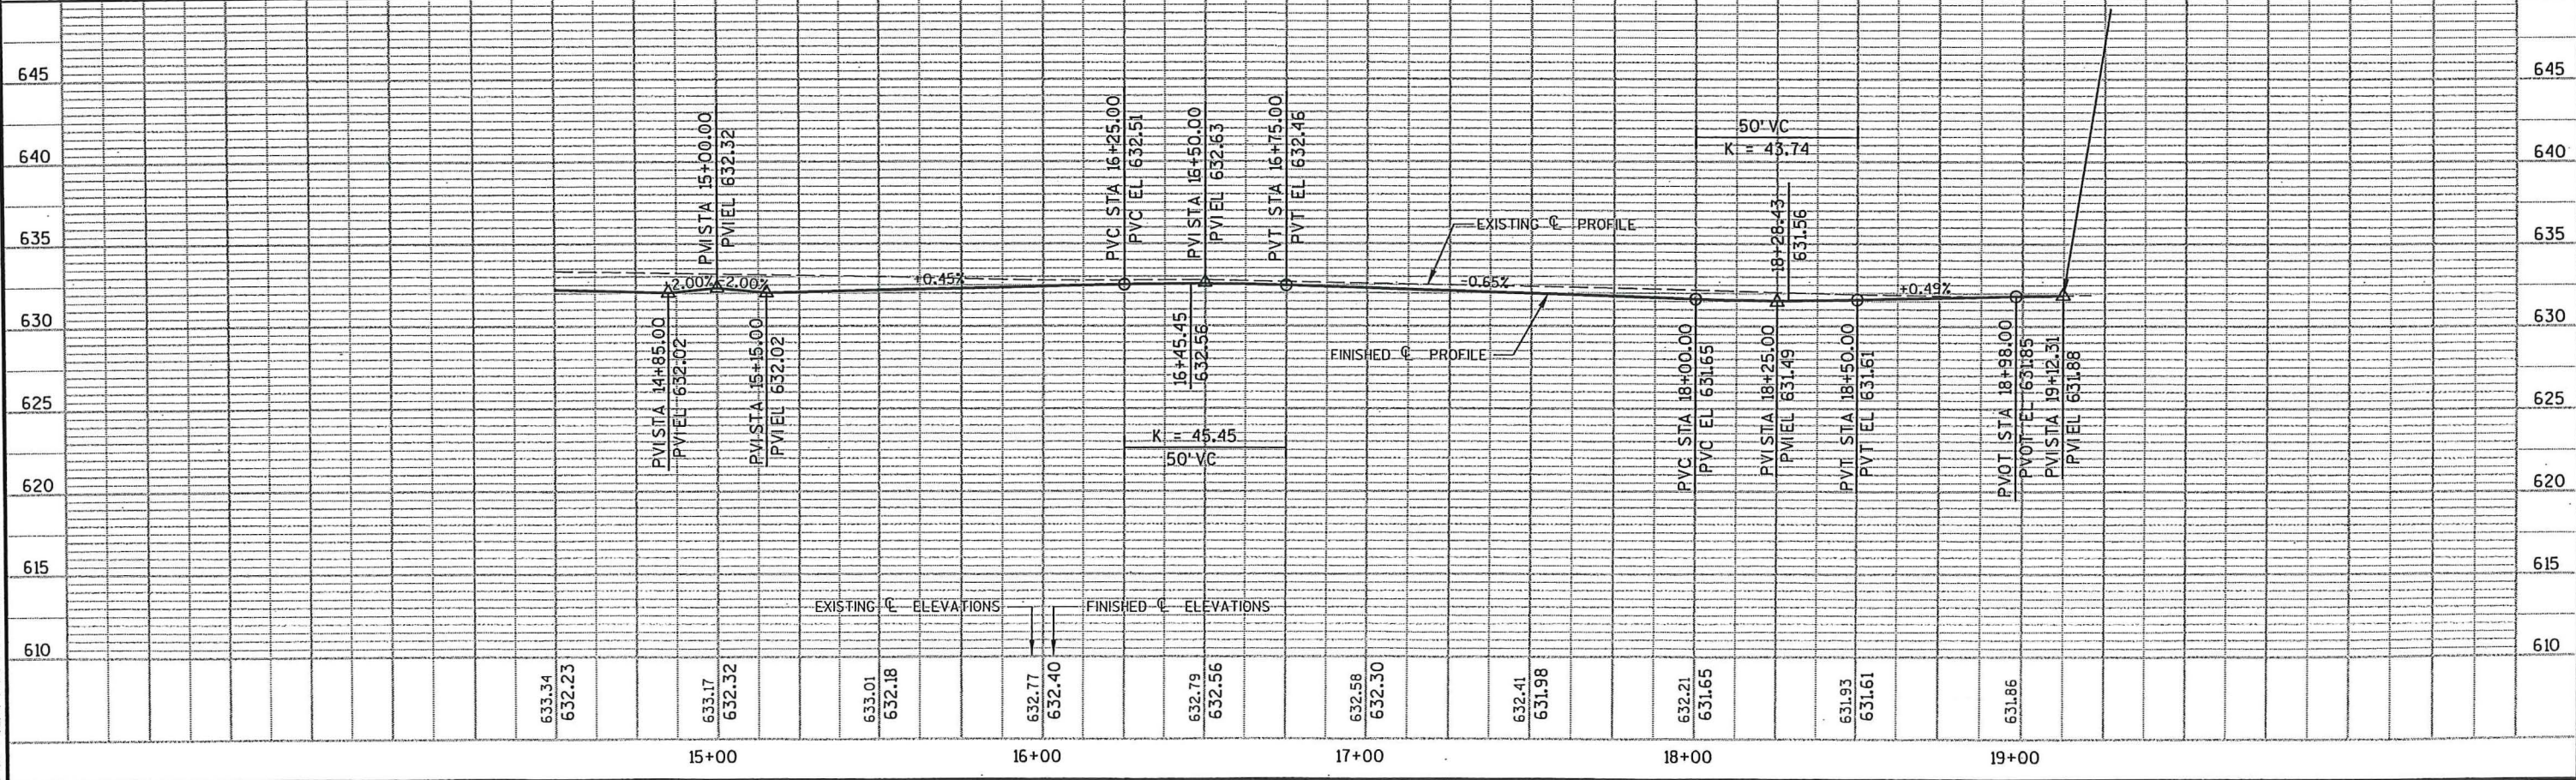 645
645
640
640
635
635
630
630
625
625
620
620
615
615
610
610
PVI STA 15+00.00
PVI EL 632.32
PVC STA 16+25.00
PVC EL 632.51
PVI STA 16+50.00
PVI EL 632.63
PVT STA 16+75.00
PVT EL 632.46
50' VC
K = 43.74
18+28.43
631.56
EXISTING ℄ PROFILE
2.00%
-2.00%
+0.45%
-0.65%
+0.49%
FINISHED ℄ PROFILE
PVI STA 14+85.00
PVI EL 632.02
PVI STA 15+15.00
PVI EL 632.02
16+45.45
632.56
K = 45.45
50' VC
PVC STA 18+00.00
PVC EL 631.65
PVI STA 18+25.00
PVI EL 631.49
PVT STA 18+50.00
PVT EL 631.61
PVOT STA 18+98.00
PVOT EL 631.85
PVI STA 19+12.31
PVI EL 631.88
EXISTING ℄ ELEVATIONS
FINISHED ℄ ELEVATIONS
633.34
632.23
633.17
632.32
633.01
632.18
632.77
632.40
632.79
632.56
632.58
632.30
632.41
631.98
632.21
631.65
631.93
631.61
631.86
15+00
16+00
17+00
18+00
19+00